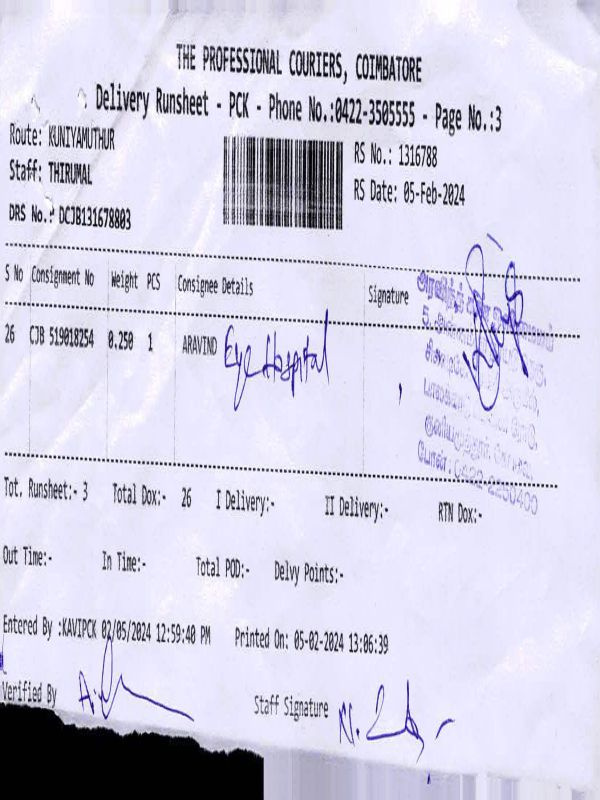 THE PROFESSIONAL COURIERS, COIMBATORE
Delivery Runsheet - PCK - Phone No.:0422-3505555 - Page No.:3
Route: KUNIYAMUTHUR
RS No.: 1316788
Staff: THIRUMAL
RS Date: 05-Feb-2024
DRS No.: DCJB131678803
S No Consignment No Weight PCS Consignee Details Signature
26 CJB 519018254 0.250 1 ARAVIND Eye Hospital
போன் : 0422-2250400
Tot. Runsheet:- 3 Total Dox:- 26 I Delivery:- II Delivery:- RTN Dox:-
Out Time:- In Time:- Total POD:- Delvy Points:-
Entered By :KAVIPCK 02/05/2024 12:59:40 PM Printed On: 05-02-2024 13:06:39
Verified By Staff Signature